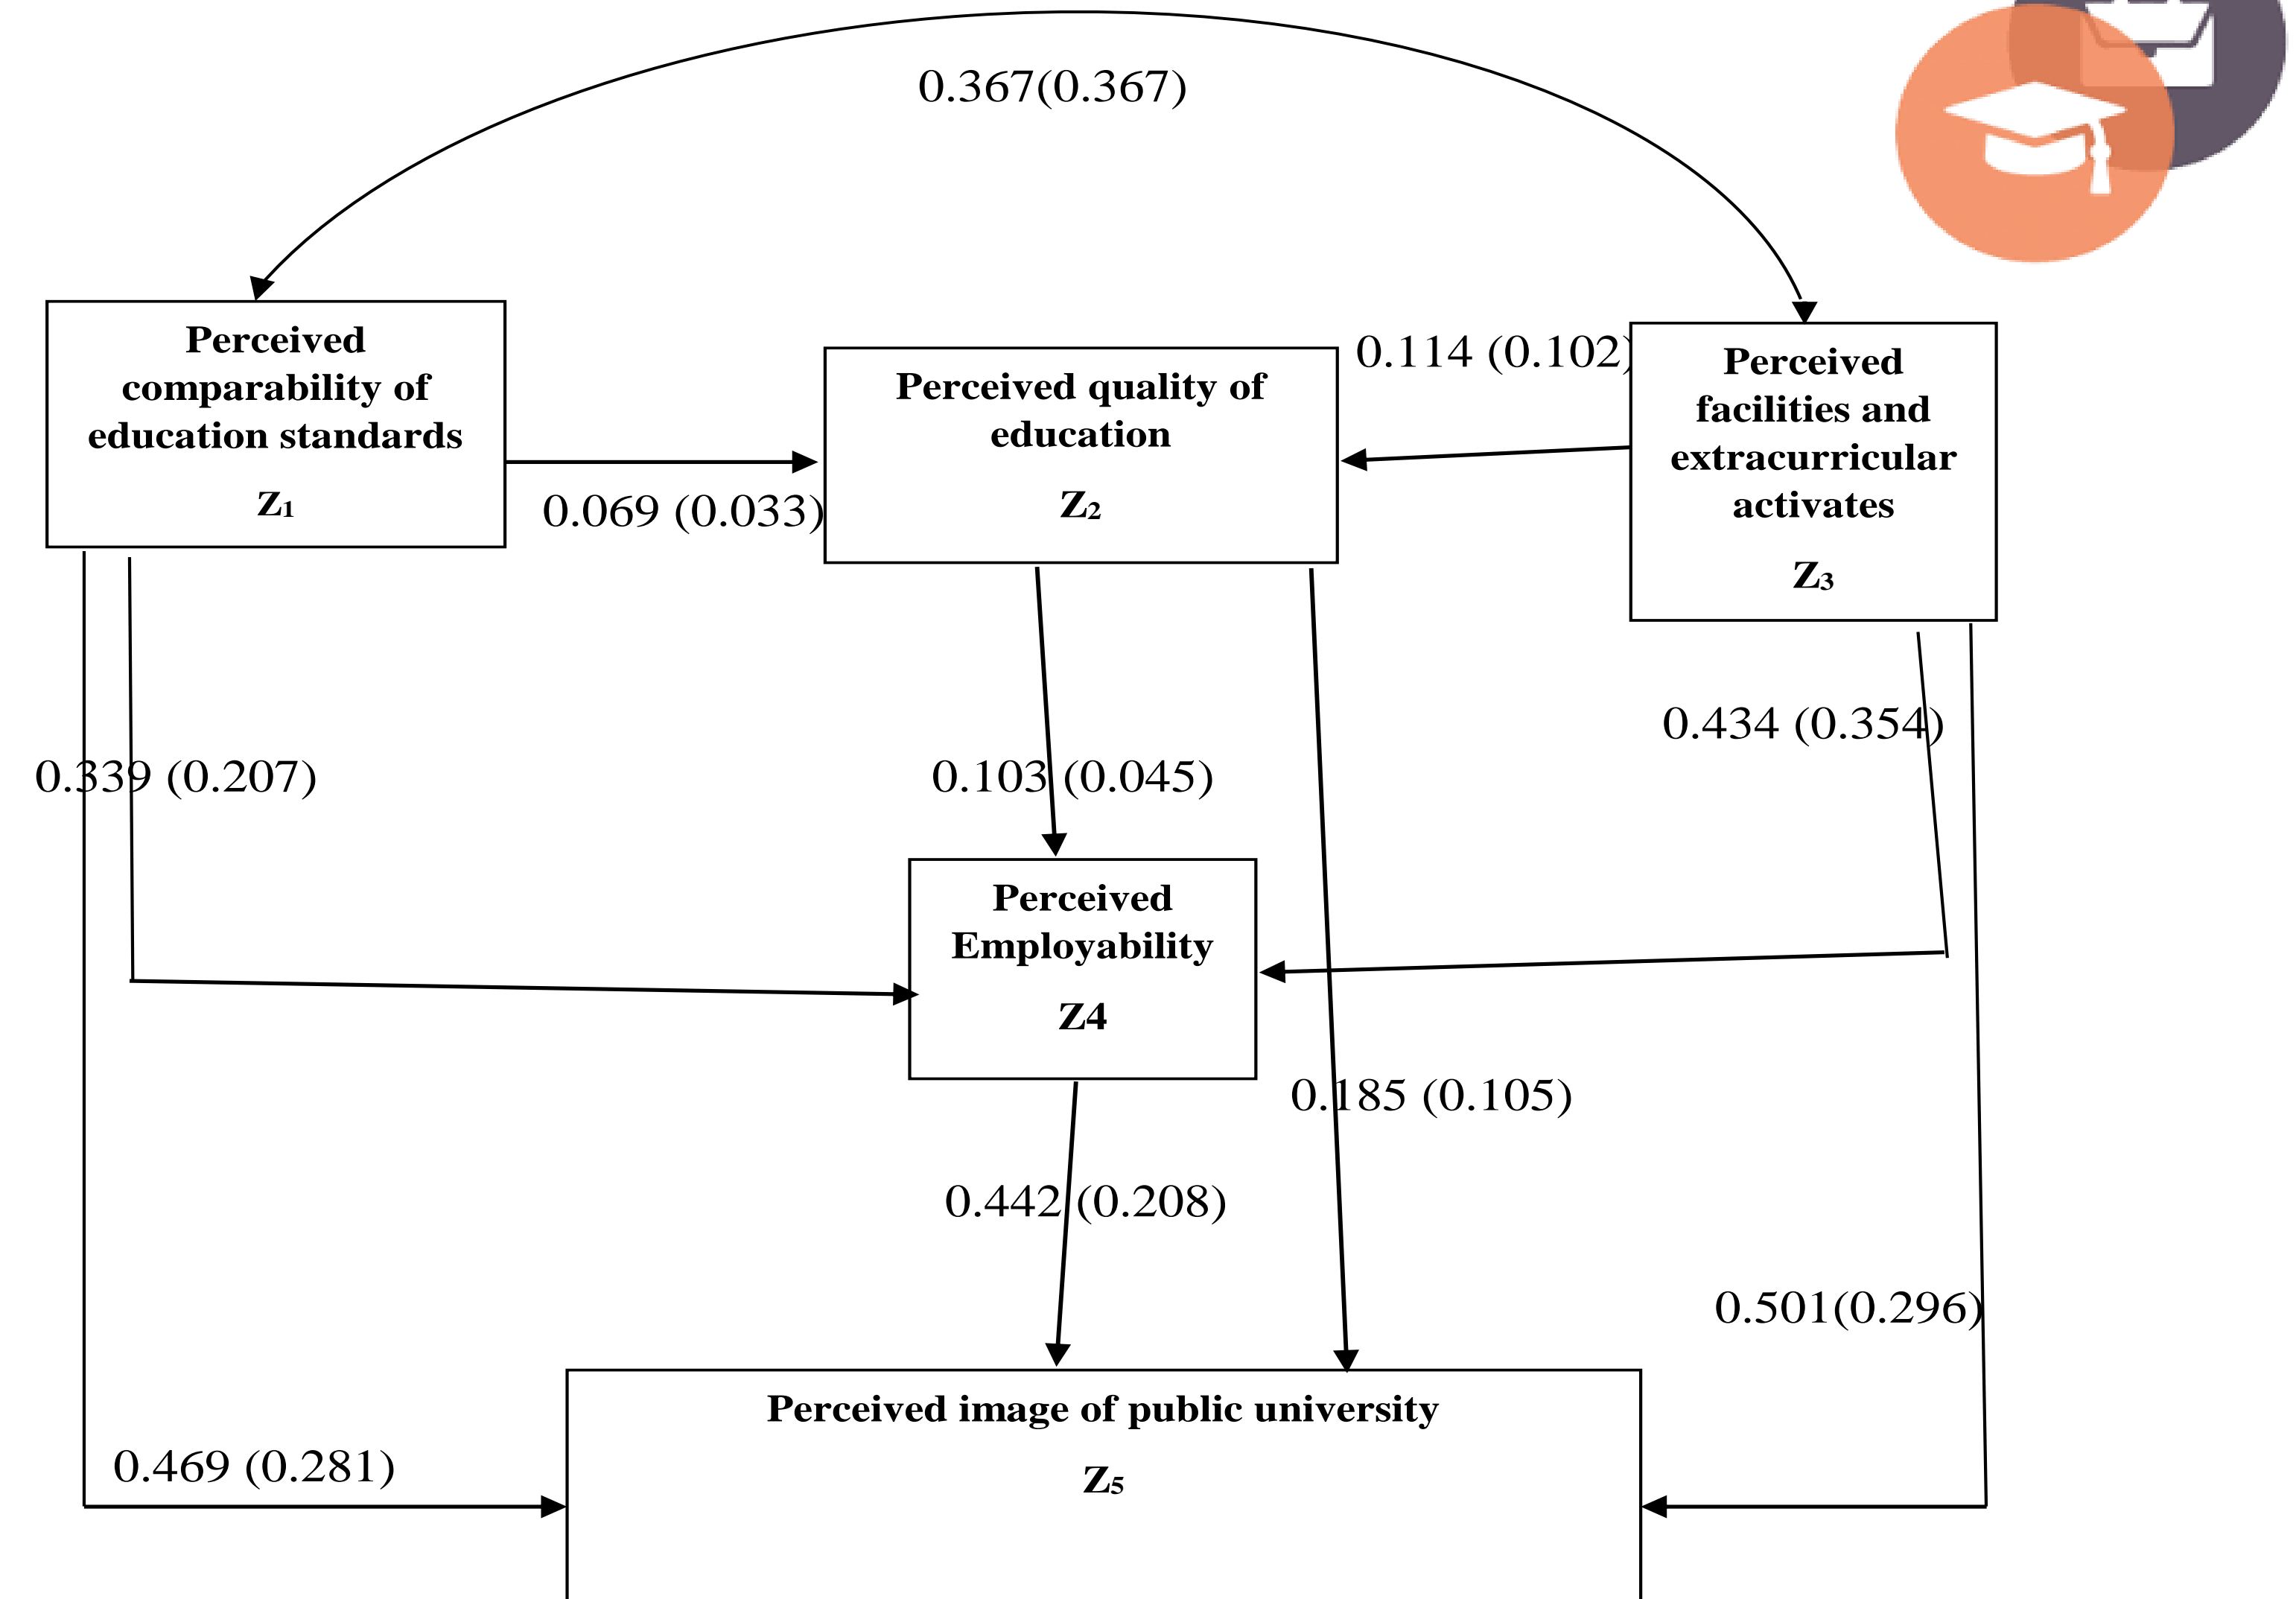 0.367(0.367)
Perceived
comparability of
education standards
Z₁
0.069 (0.033)
Perceived quality of
education
Z₂
0.114 (0.102)
Perceived
facilities and
extracurricular
activates
Z₃
0.339 (0.207)
0.103 (0.045)
0.434 (0.354)
Perceived
Employability
Z4
0.185 (0.105)
0.442 (0.208)
0.501(0.296)
Perceived image of public university
Z₅
0.469 (0.281)